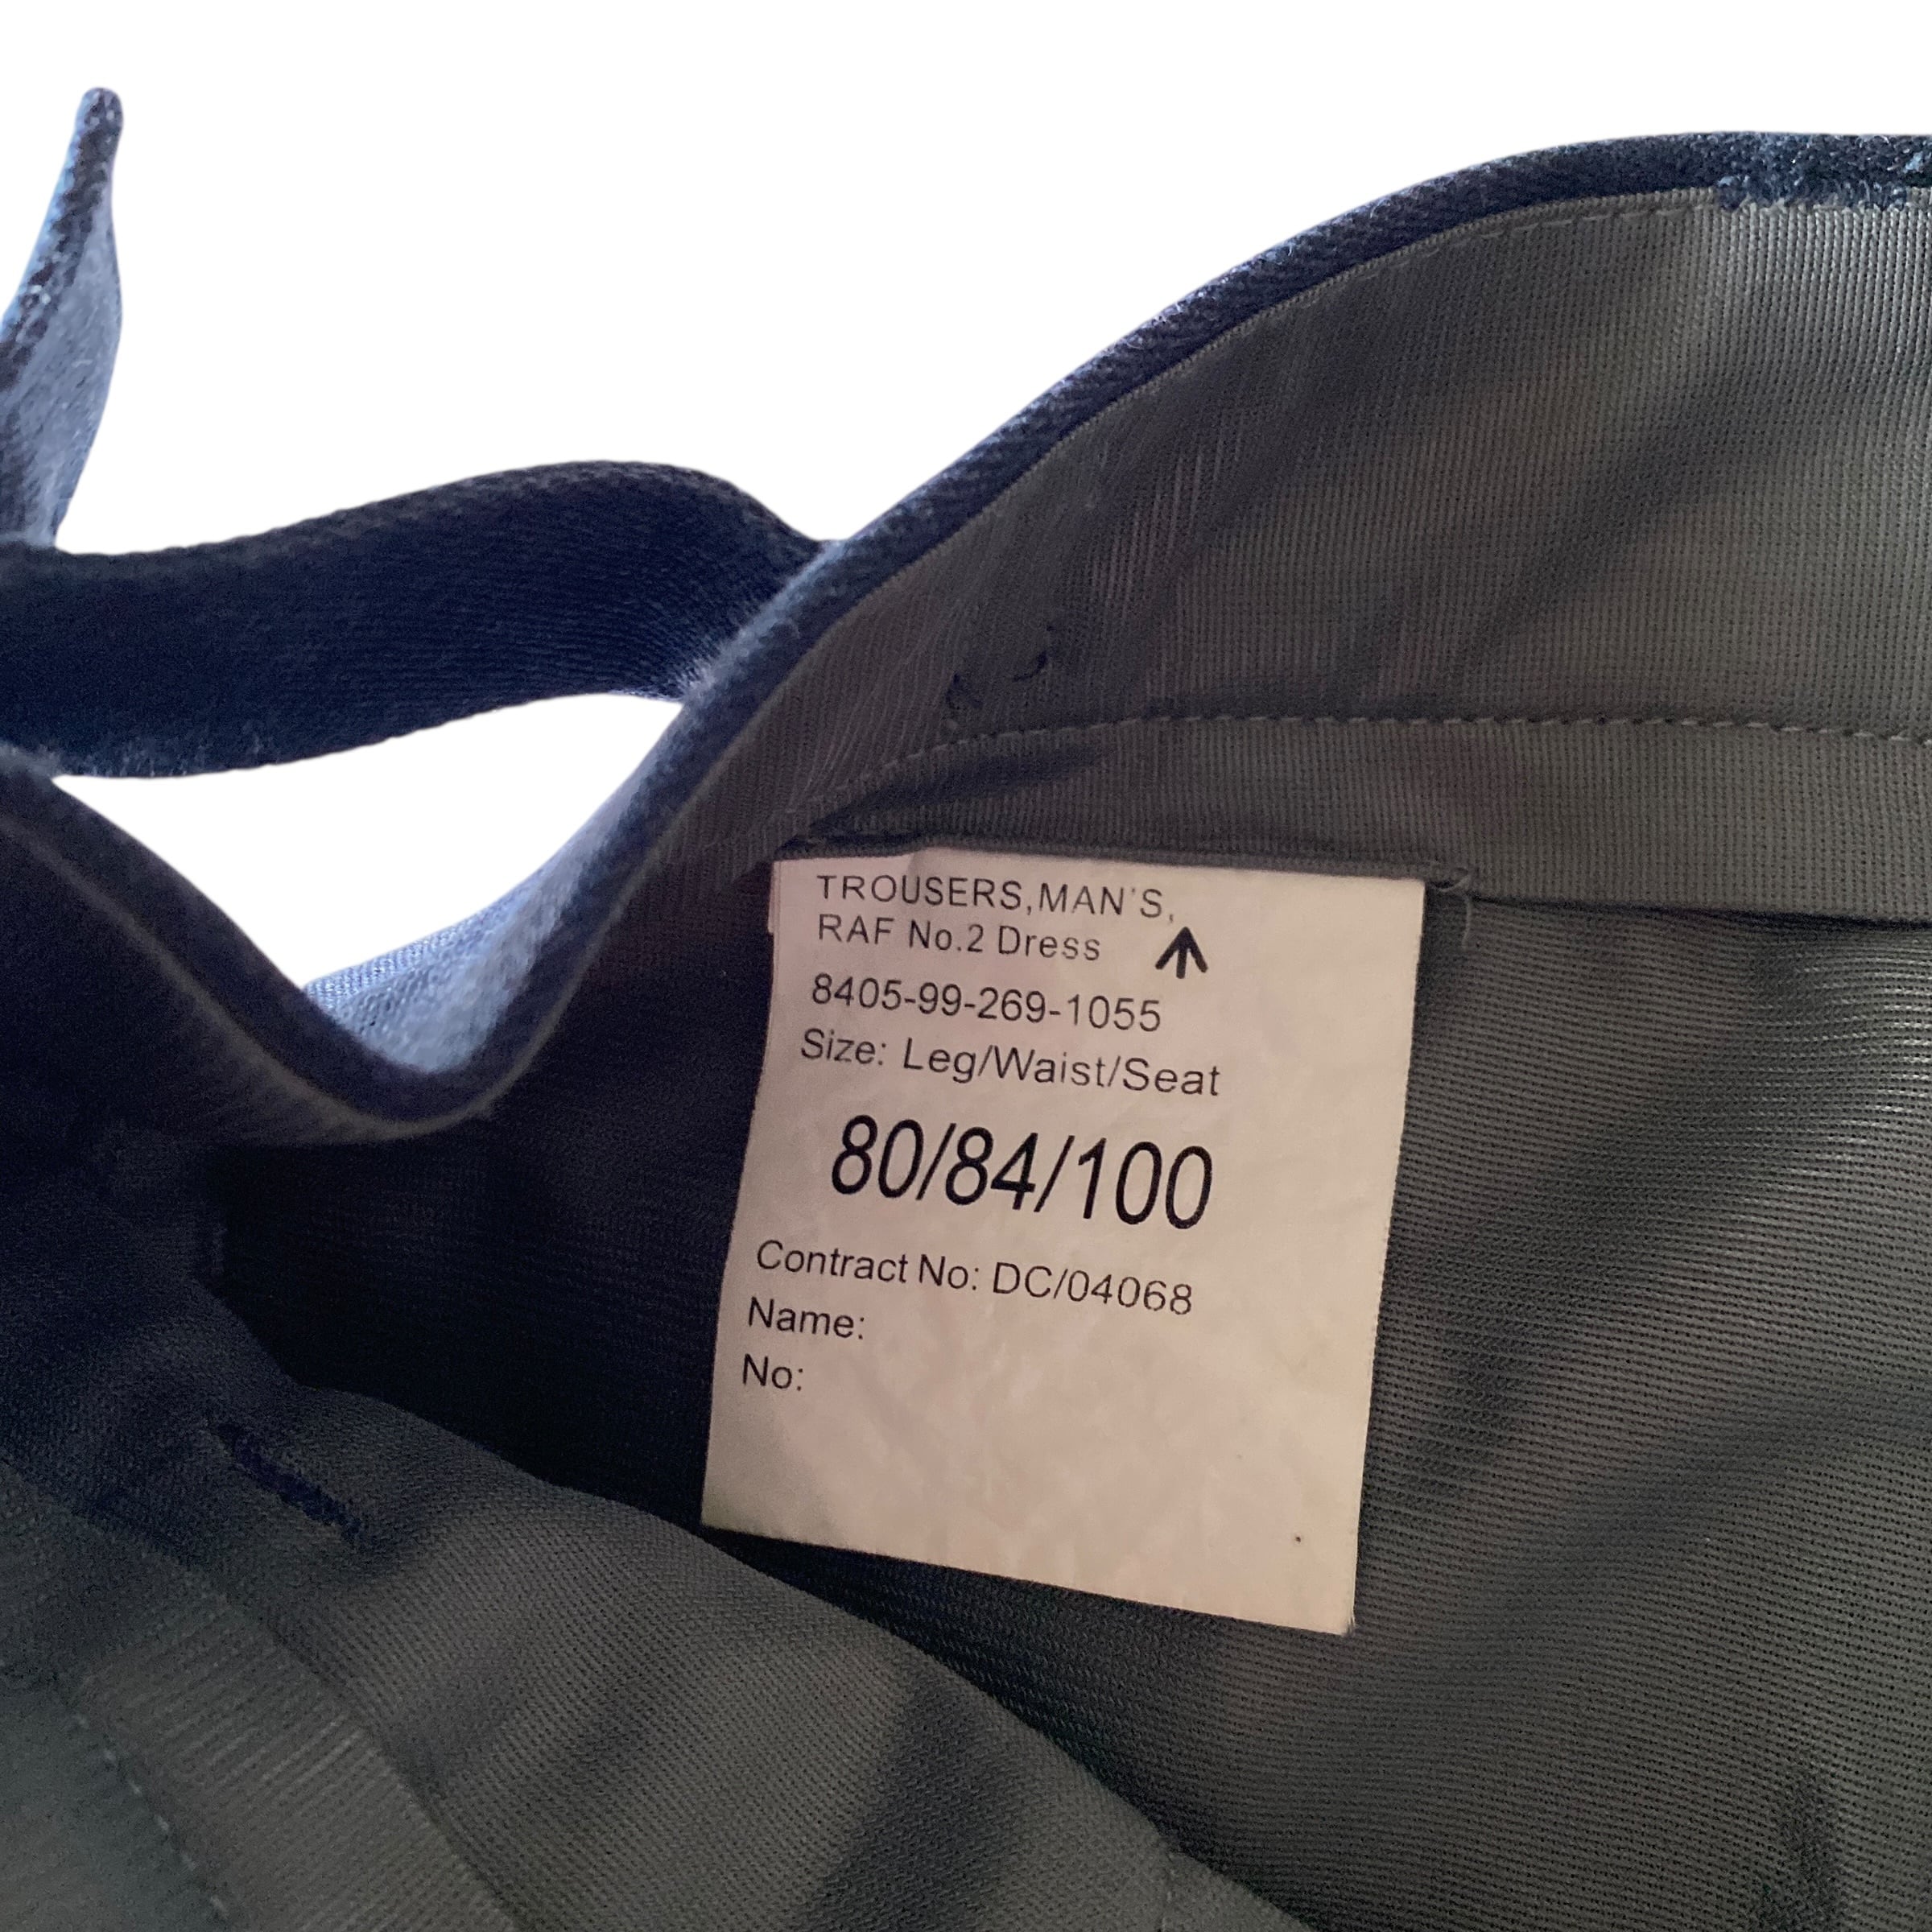 TROUSERS,MAN'S,
RAF No.2 Dress
8405-99-269-1055
Size: Leg/Waist/Seat
80/84/100
Contract No: DC/04068
Name:
No: